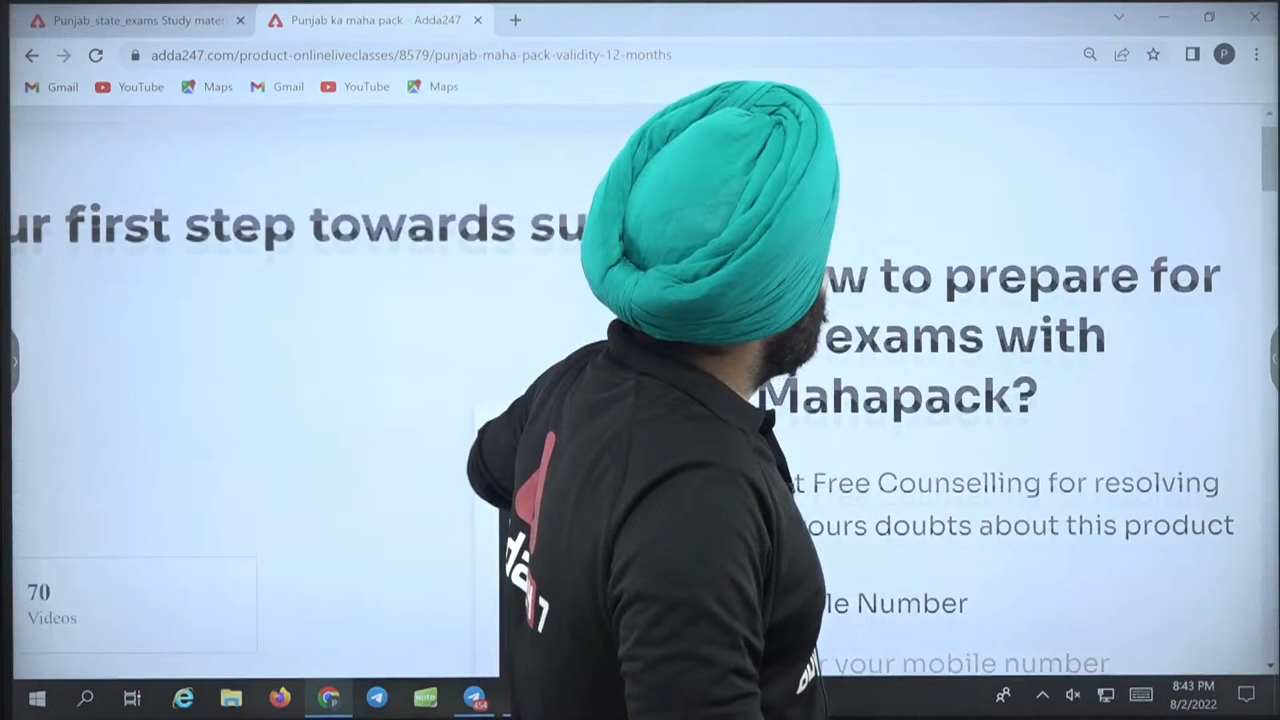 Punjab_state_exams Study mater
Punjab ka maha pack - Adda247
adda247.com/product-onlineliveclasses/8579/punjab-maha-pack-validity-12-months
P
Gmail YouTube Maps Gmail YouTube Maps
ur first step towards su
w to prepare for
exams with
Mahapack?
t Free Counselling for resolving
ours doubts about this product
le Number
r your mobile number
70
Videos
Note
454
8:43 PM
8/2/2022